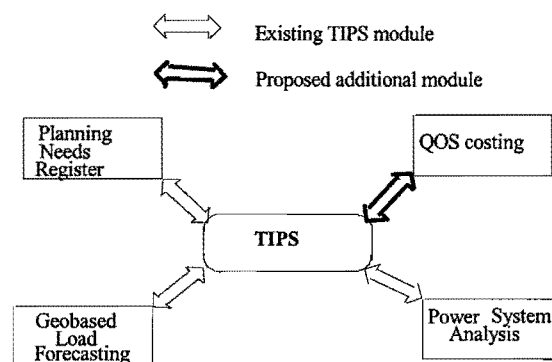 Existing TIPS module
Proposed additional module
Planning
Needs
Register
QOS costing
TIPS
Geobased
Load
Forecasting
Power System
Analysis